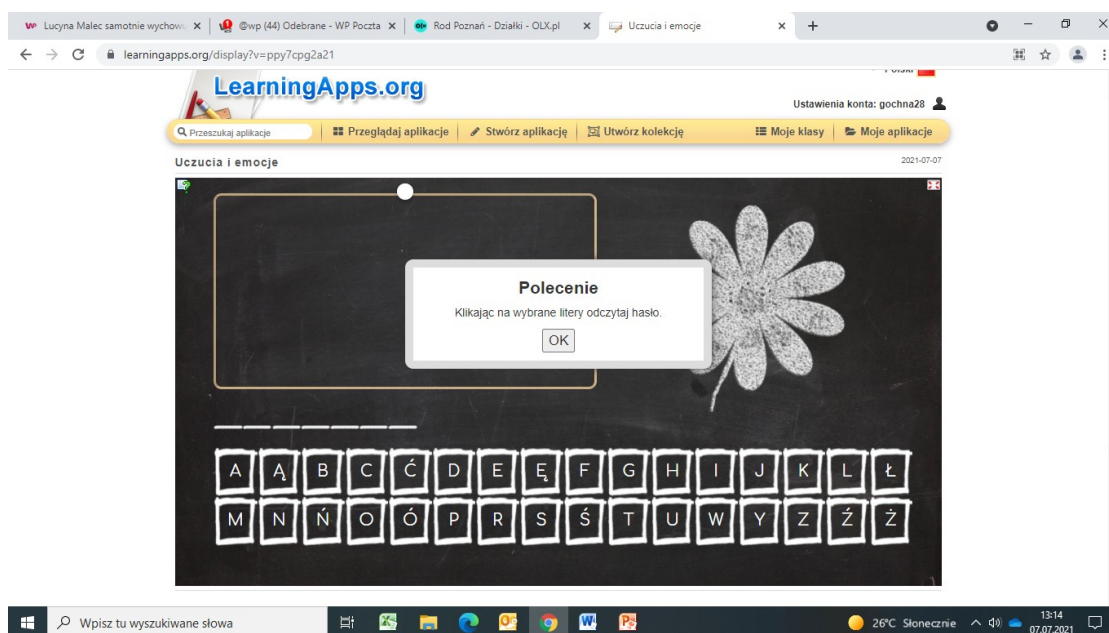 Lucyna Malec samotnie wychow
@wp (44) Odebrane - WP Poczta
Rod Poznań - Działki - OLX.pl
Uczucia i emocje
learningapps.org/display?v=ppy7cpg2a21
Polski
LearningApps.org
Ustawienia konta: gochna28
Przeszukaj aplikacje
Przeglądaj aplikacje
Stwórz aplikację
Utwórz kolekcję
Moje klasy
Moje aplikacje
Uczucia i emocje
2021-07-07
Polecenie
Klikając na wybrane litery odczytaj hasło.
OK
A Ą B C Ć D E Ę F G H I J K L Ł
M N Ń O Ó P R S Ś T U W Y Z Ź Ż
Wpisz tu wyszukiwane słowa
26°C Słonecznie
13:14
07.07.2021